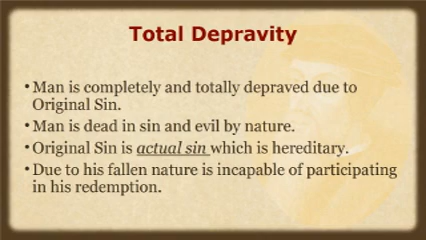 Total Depravity
• Man is completely and totally depraved due to
Original Sin.
• Man is dead in sin and evil by nature.
• Original Sin is actual sin which is hereditary.
• Due to his fallen nature is incapable of participating
in his redemption.